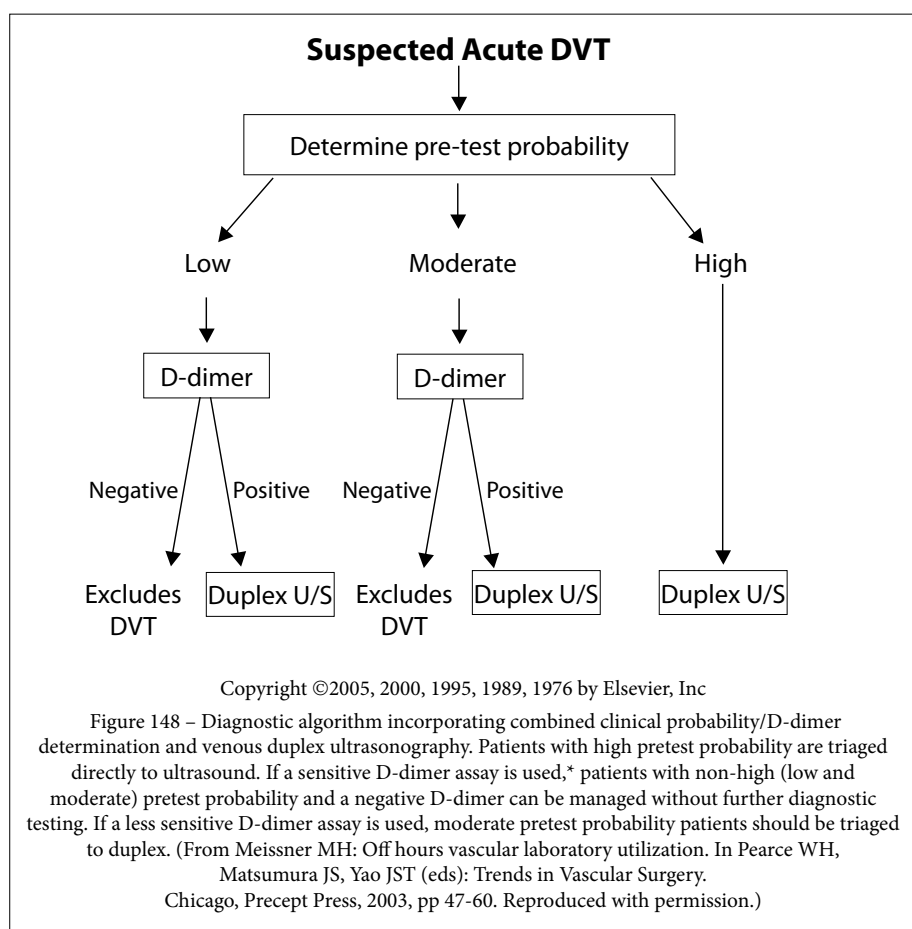 Suspected Acute DVT
Determine pre-test probability
Low Moderate High
D-dimer D-dimer
Negative Positive Negative Positive
Excludes DVT Duplex U/S Excludes DVT Duplex U/S Duplex U/S
Copyright ©2005, 2000, 1995, 1989, 1976 by Elsevier, Inc
Figure 148 – Diagnostic algorithm incorporating combined clinical probability/D-dimer
determination and venous duplex ultrasonography. Patients with high pretest probability are triaged
directly to ultrasound. If a sensitive D-dimer assay is used,* patients with non-high (low and
moderate) pretest probability and a negative D-dimer can be managed without further diagnostic
testing. If a less sensitive D-dimer assay is used, moderate pretest probability patients should be triaged
to duplex. (From Meissner MH: Off hours vascular laboratory utilization. In Pearce WH,
Matsumura JS, Yao JST (eds): Trends in Vascular Surgery.
Chicago, Precept Press, 2003, pp 47-60. Reproduced with permission.)